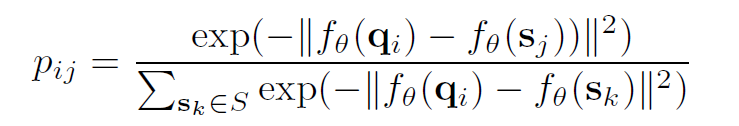 p_{ij} = \frac{\exp(-\|f_\theta(\mathbf{q}_i) - f_\theta(\mathbf{s}_j))\|^2)}{\sum_{\mathbf{s}_k \in S} \exp(-\|f_\theta(\mathbf{q}_i) - f_\theta(\mathbf{s}_k)\|^2)}